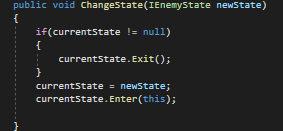 public void ChangeState(IEnemyState newState)
{
if(currentState != null)
{
currentState.Exit();
}
currentState = newState;
currentState.Enter(this);
}